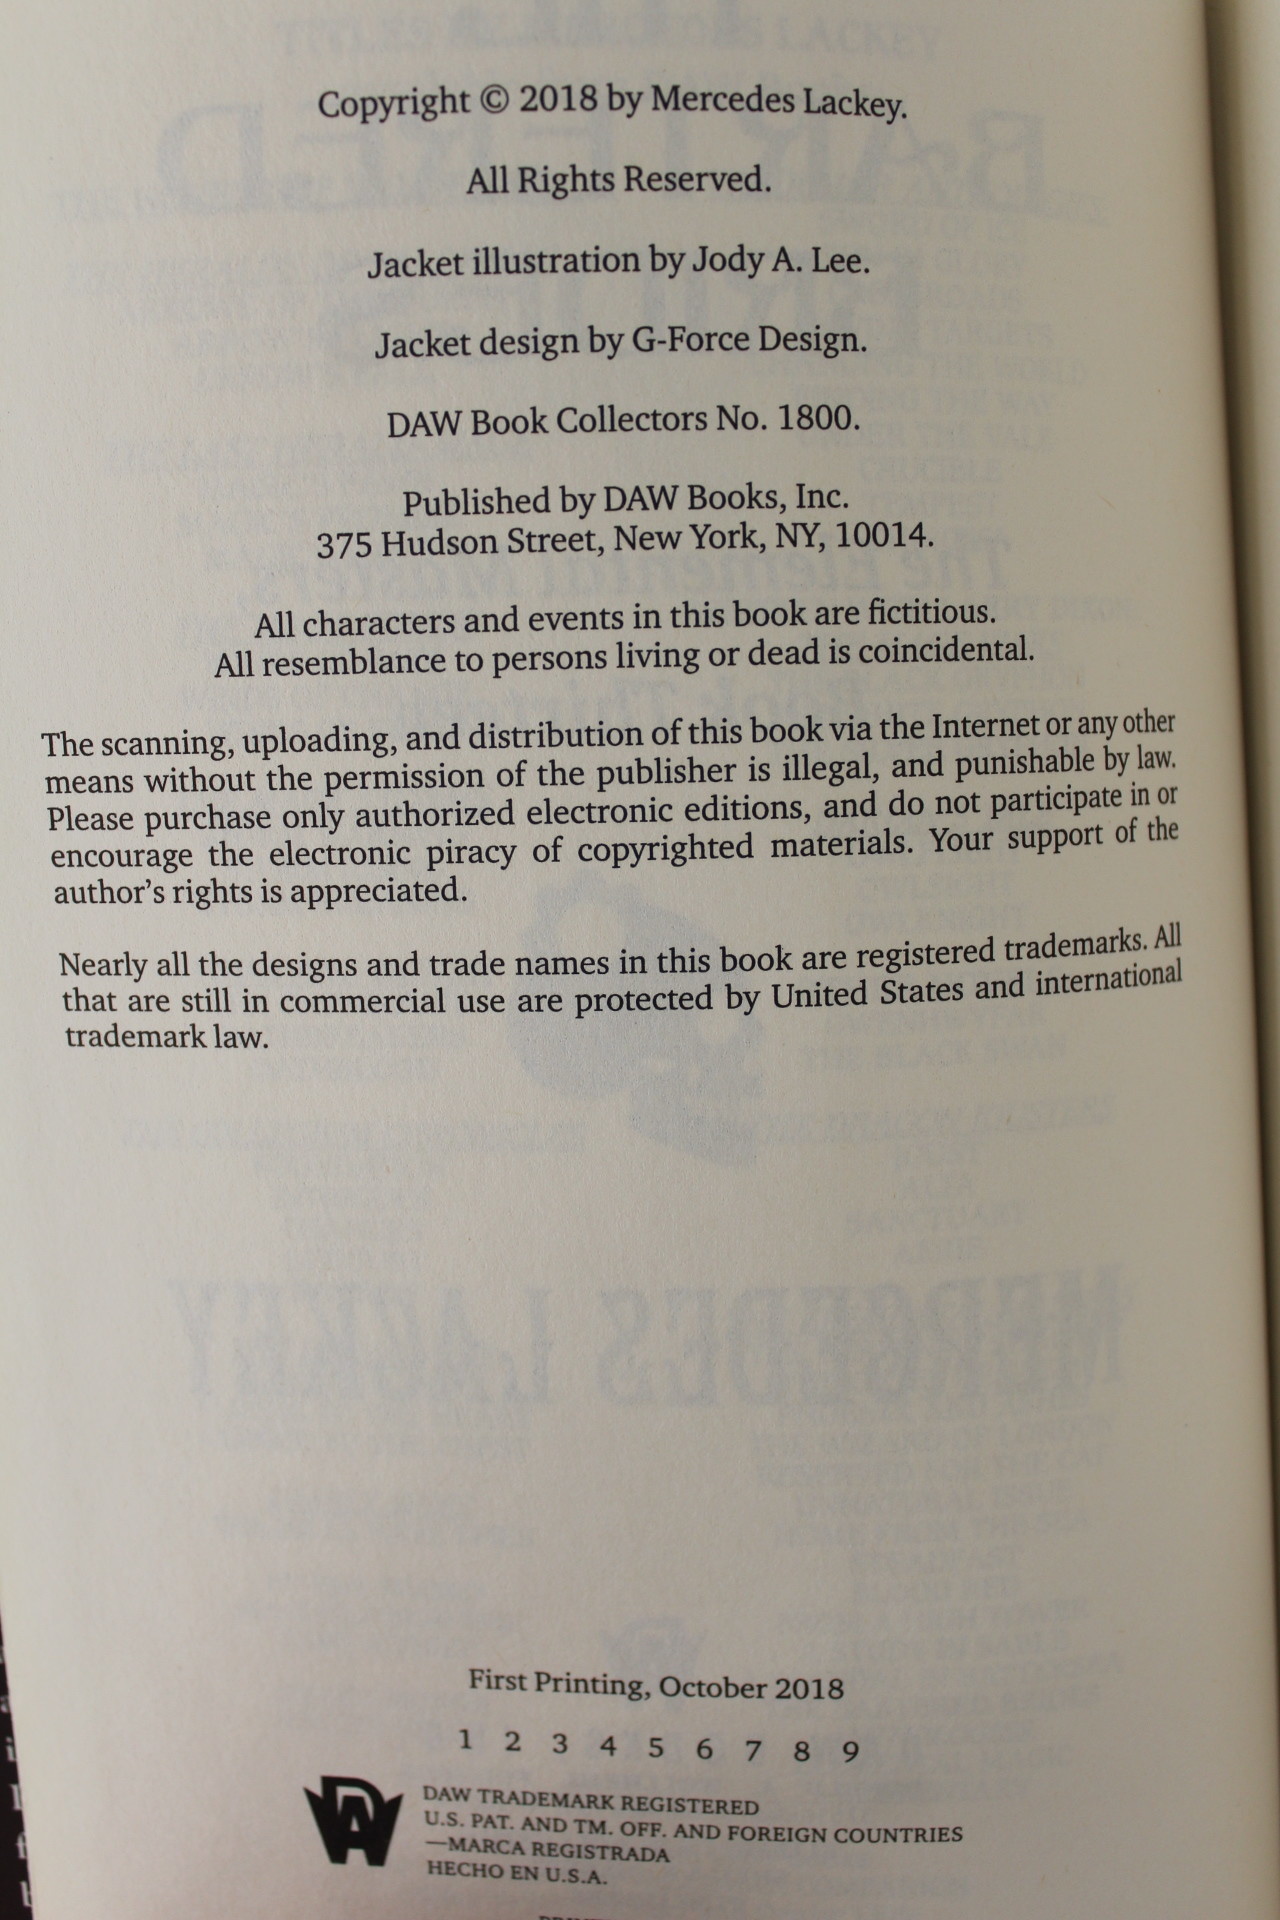 Copyright © 2018 by Mercedes Lackey.
All Rights Reserved.
Jacket illustration by Jody A. Lee.
Jacket design by G-Force Design.
DAW Book Collectors No. 1800.
Published by DAW Books, Inc.
375 Hudson Street, New York, NY, 10014.
All characters and events in this book are fictitious.
All resemblance to persons living or dead is coincidental.
The scanning, uploading, and distribution of this book via the Internet or any other
means without the permission of the publisher is illegal, and punishable by law.
Please purchase only authorized electronic editions, and do not participate in or
encourage the electronic piracy of copyrighted materials. Your support of the
author's rights is appreciated.
Nearly all the designs and trade names in this book are registered trademarks. All
that are still in commercial use are protected by United States and international
trademark law.
First Printing, October 2018
1 2 3 4 5 6 7 8 9
DAW
DAW TRADEMARK REGISTERED
U.S. PAT. AND TM. OFF. AND FOREIGN COUNTRIES
—MARCA REGISTRADA
HECHO EN U.S.A.